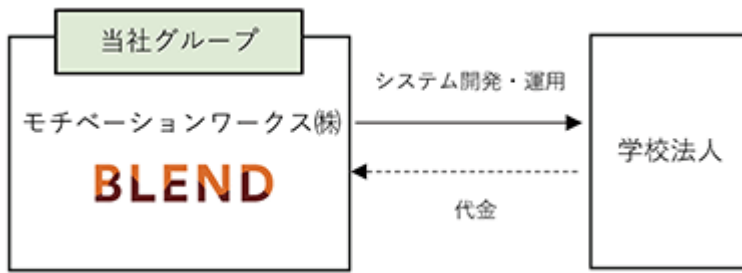 当社グループ
モチベーションワークス㈱
BLEND
システム開発・運用
代金
学校法人